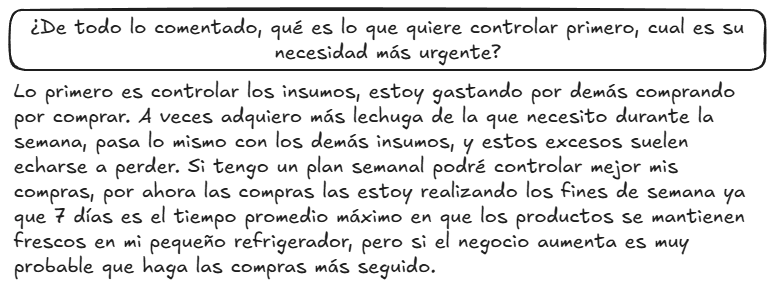 ¿De todo lo comentado, qué es lo que quiere controlar primero, cual es su
necesidad más urgente?
Lo primero es controlar los insumos, estoy gastando por demás comprando
por comprar. A veces adquiero más lechuga de la que necesito durante la
semana, pasa lo mismo con los demás insumos, y estos excesos suelen
echarse a perder. Si tengo un plan semanal podré controlar mejor mis
compras, por ahora las compras las estoy realizando los fines de semana ya
que 7 días es el tiempo promedio máximo en que los productos se mantienen
frescos en mi pequeño refrigerador, pero si el negocio aumenta es muy
probable que haga las compras más seguido.